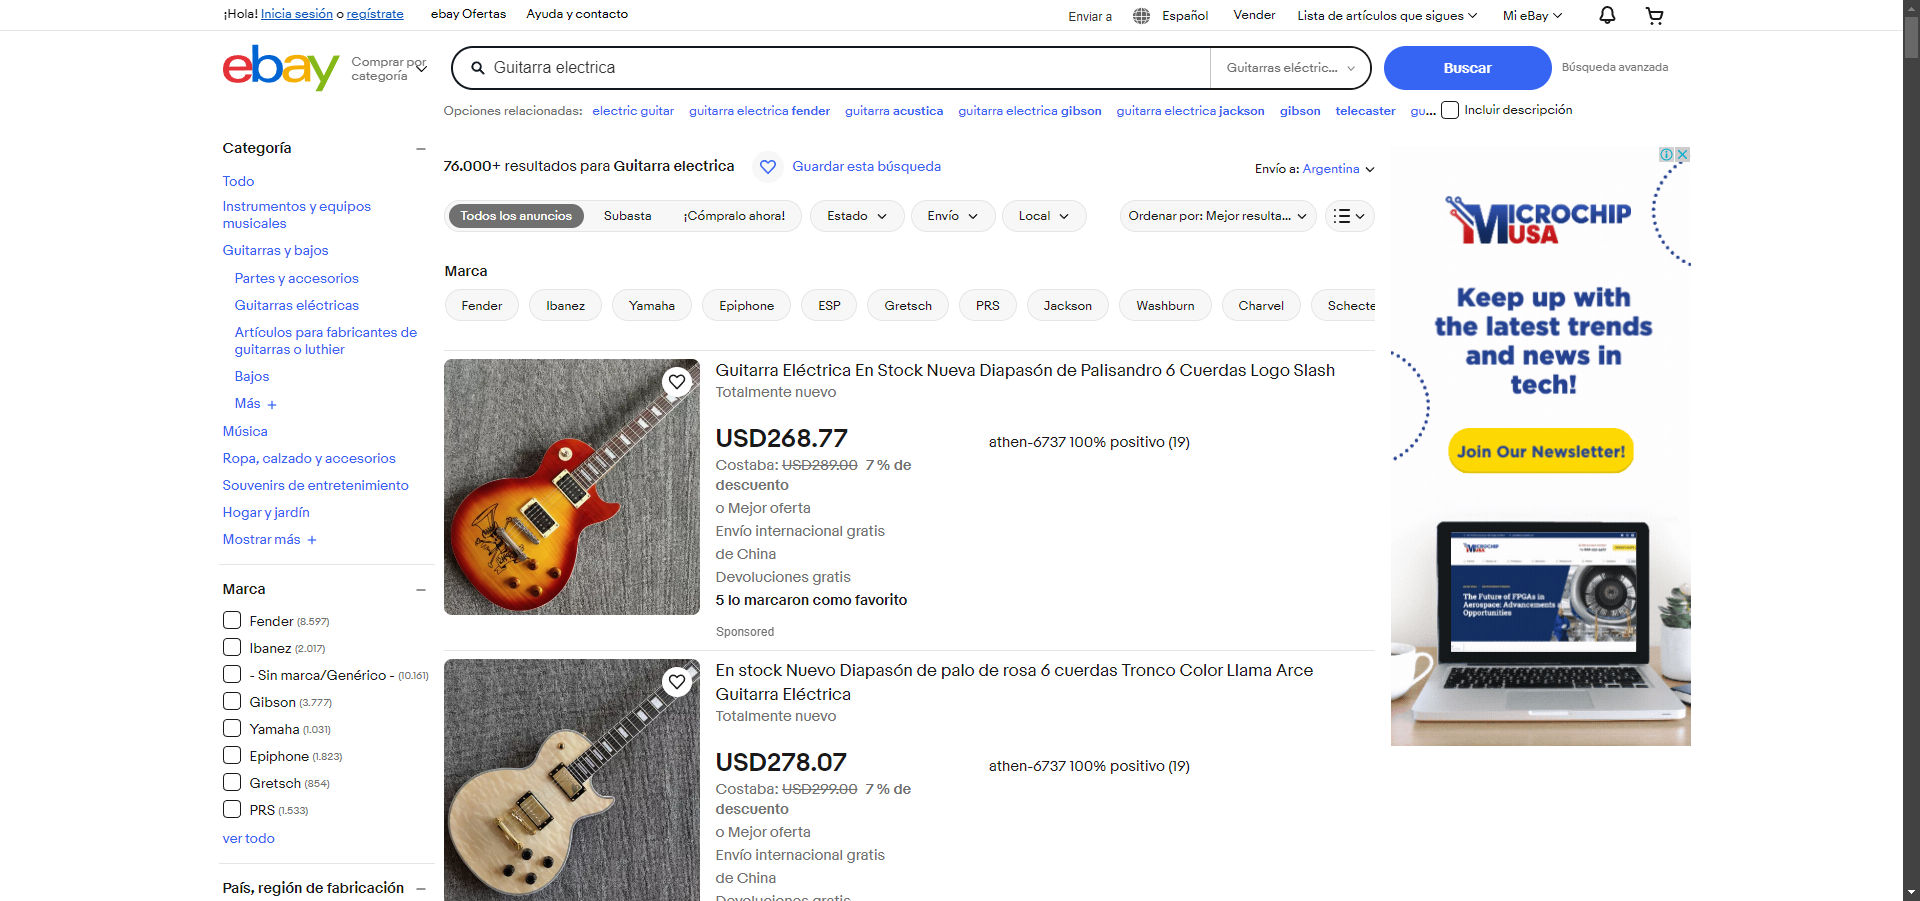 ¡Hola! Inicia sesión o regístrate
ebay Ofertas
Ayuda y contacto
Enviar a
Español
Vender
Lista de artículos que sigues
Mi eBay
ebay
Comprar por
categoría
Guitarra electrica
Guitarras eléctric...
Buscar
Búsqueda avanzada
Opciones relacionadas: electric guitar guitarra electrica fender guitarra acustica guitarra electrica gibson guitarra electrica jackson gibson telecaster gu...
Incluir descripción
Categoría
Todo
Instrumentos y equipos
musicales
Guitarras y bajos
Partes y accesorios
Guitarras eléctricas
Artículos para fabricantes de
guitarras o luthier
Bajos
Más +
Música
Ropa, calzado y accesorios
Souvenirs de entretenimiento
Hogar y jardín
Mostrar más +
Marca
Fender (8.597)
Ibanez (2.017)
- Sin marca/Genérico - (10.161)
Gibson (3.777)
Yamaha (1.031)
Epiphone (1.823)
Gretsch (854)
PRS (1.533)
ver todo
País, región de fabricación
76.000+ resultados para Guitarra electrica
Guardar esta búsqueda
Envío a: Argentina
Todos los anuncios
Subasta
¡Cómpralo ahora!
Estado
Envío
Local
Ordenar por: Mejor resulta...
Marca
Fender
Ibanez
Yamaha
Epiphone
ESP
Gretsch
PRS
Jackson
Washburn
Charvel
Schecte
Guitarra Eléctrica En Stock Nueva Diapasón de Palisandro 6 Cuerdas Logo Slash
Totalmente nuevo
USD268.77
athen-6737 100% positivo (19)
Costaba: USD289.00 7 % de
descuento
o Mejor oferta
Envío internacional gratis
de China
Devoluciones gratis
5 lo marcaron como favorito
Sponsored
En stock Nuevo Diapasón de palo de rosa 6 cuerdas Tronco Color Llama Arce
Guitarra Eléctrica
Totalmente nuevo
USD278.07
athen-6737 100% positivo (19)
Costaba: USD299.00 7 % de
descuento
o Mejor oferta
Envío internacional gratis
de China
Devoluciones gratis
MICROCHIP
USA
Keep up with
the latest trends
and news in
tech!
Join Our Newsletter!
MICROCHIP
USA
The Future of FPGAs in
Aerospace: Advancements
Opportunities